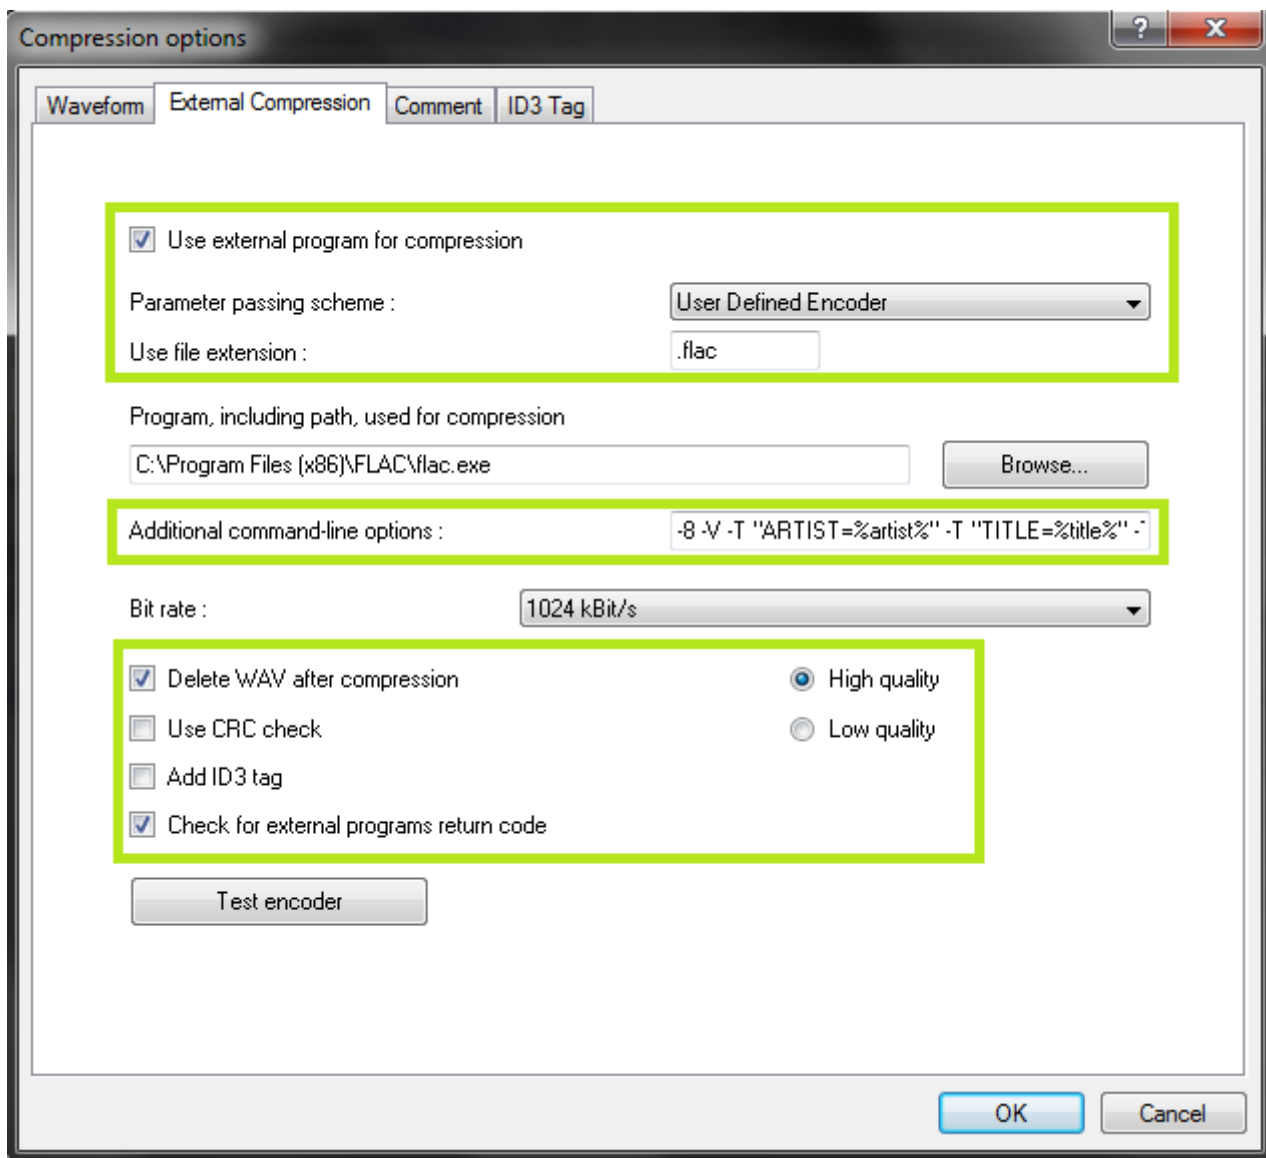 Compression options
?
X
Waveform
External Compression
Comment
ID3 Tag
Use external program for compression
Parameter passing scheme :
User Defined Encoder
Use file extension :
.flac
Program, including path, used for compression
C:\Program Files (x86)\FLAC\flac.exe
Browse...
Additional command-line options :
-8 -V -T "ARTIST=%artist%" -T "TITLE=%title%" -
Bit rate :
1024 kBit/s
Delete WAV after compression
High quality
Use CRC check
Low quality
Add ID3 tag
Check for external programs return code
Test encoder
OK
Cancel